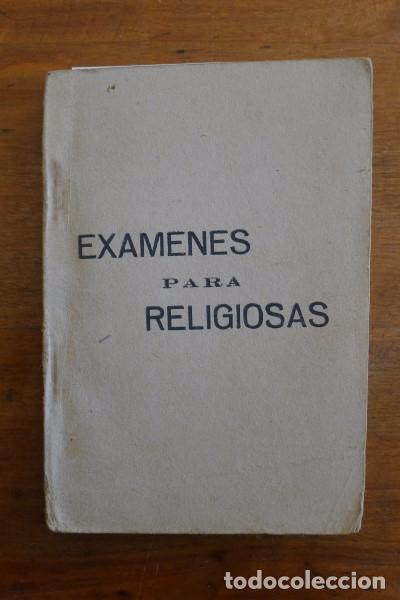 EXAMENES
PARA
RELIGIOSAS
todocoleccion